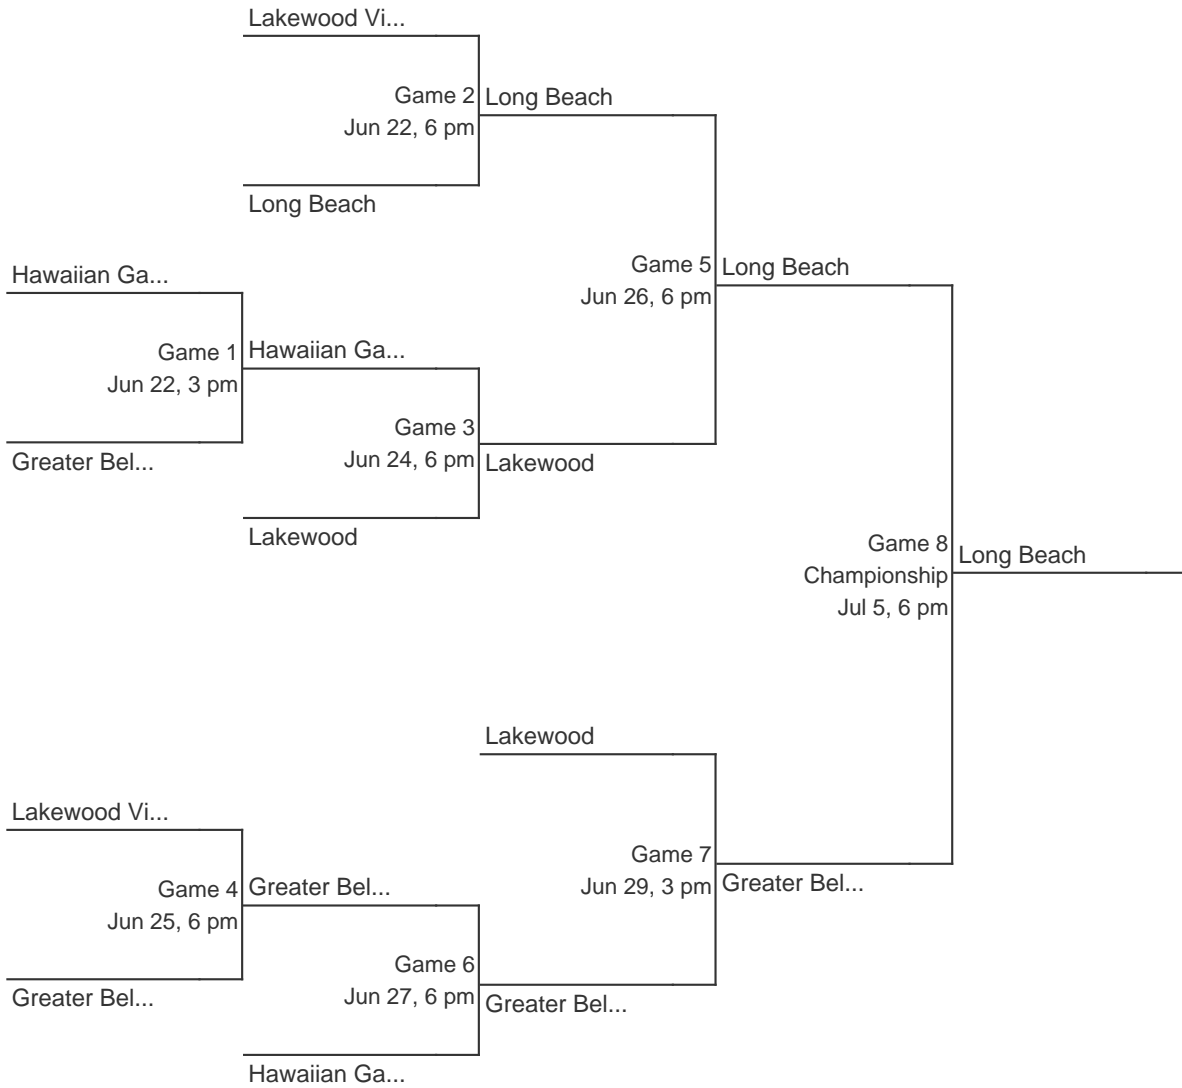 Lakewood Vi...
Game 2
Jun 22, 6 pm
Long Beach
Long Beach
Hawaiian Ga...
Game 1
Jun 22, 3 pm
Greater Bel...
Hawaiian Ga...
Game 3
Jun 24, 6 pm
Lakewood
Lakewood
Game 5
Jun 26, 6 pm
Long Beach
Game 8
Championship
Jul 5, 6 pm
Long Beach
Lakewood
Lakewood Vi...
Game 4
Jun 25, 6 pm
Greater Bel...
Greater Bel...
Game 6
Jun 27, 6 pm
Hawaiian Ga...
Greater Bel...
Game 7
Jun 29, 3 pm
Greater Bel...